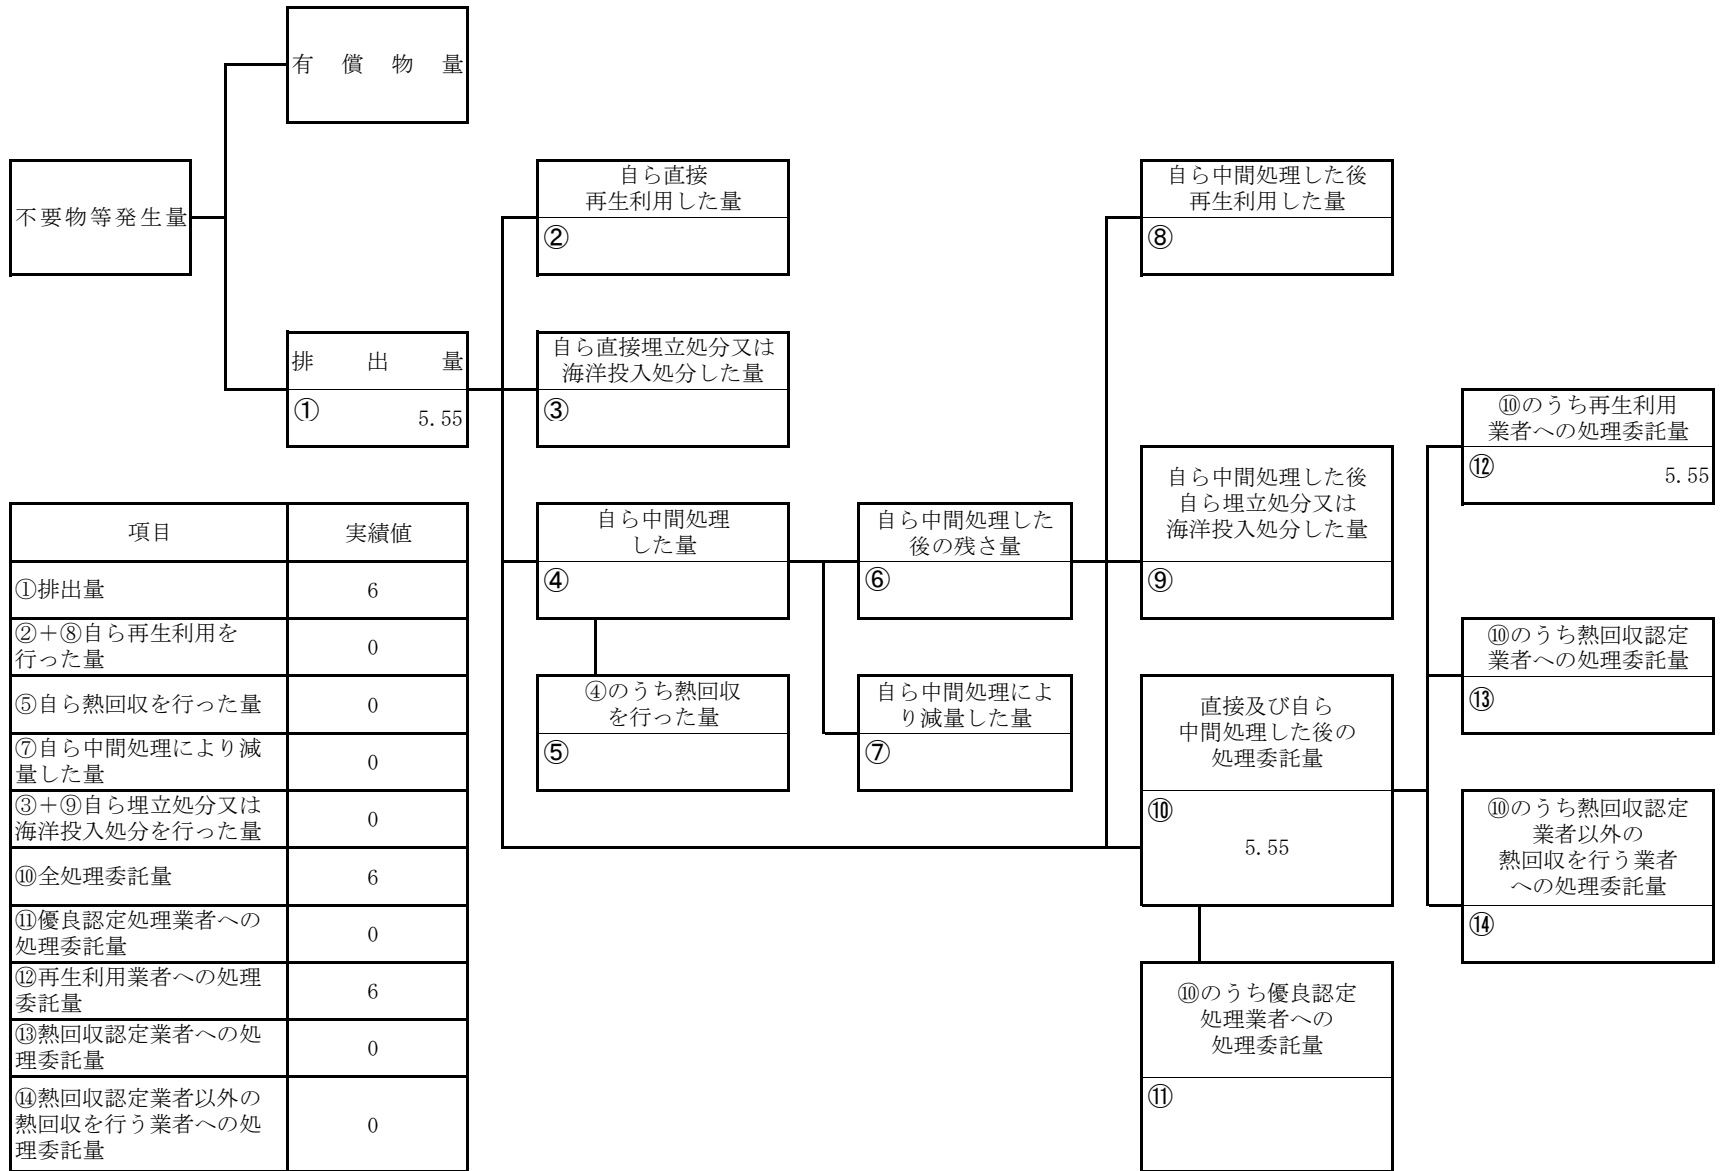 有償物量
不要物等発生量
排出量
①
5.55
自ら直接
再生利用した量
②
自ら直接埋立処分又は
海洋投入処分した量
③
自ら中間処理
した量
④
④のうち熱回収
を行った量
⑤
自ら中間処理した
後の残さ量
⑥
自ら中間処理によ
り減量した量
⑦
自ら中間処理した後
再生利用した量
⑧
自ら中間処理した後
自ら埋立処分又は
海洋投入処分した量
⑨
直接及び自ら
中間処理した後の
処理委託量
⑩
5.55
⑩のうち優良認定
処理業者への
処理委託量
⑪
⑩のうち再生利用
業者への処理委託量
⑫
5.55
⑩のうち熱回収認定
業者への処理委託量
⑬
⑩のうち熱回収認定
業者以外の
熱回収を行う業者
への処理委託量
⑭
項目 実績値
①排出量 6
②+⑧自ら再生利用を
行った量 0
⑤自ら熱回収を行った量 0
⑦自ら中間処理により減
量した量 0
③+⑨自ら埋立処分又は
海洋投入処分を行った量 0
⑩全処理委託量 6
⑪優良認定処理業者への
処理委託量 0
⑫再生利用業者への処理
委託量 6
⑬熱回収認定業者への処
理委託量 0
⑭熱回収認定業者以外の
熱回収を行う業者への処
理委託量 0